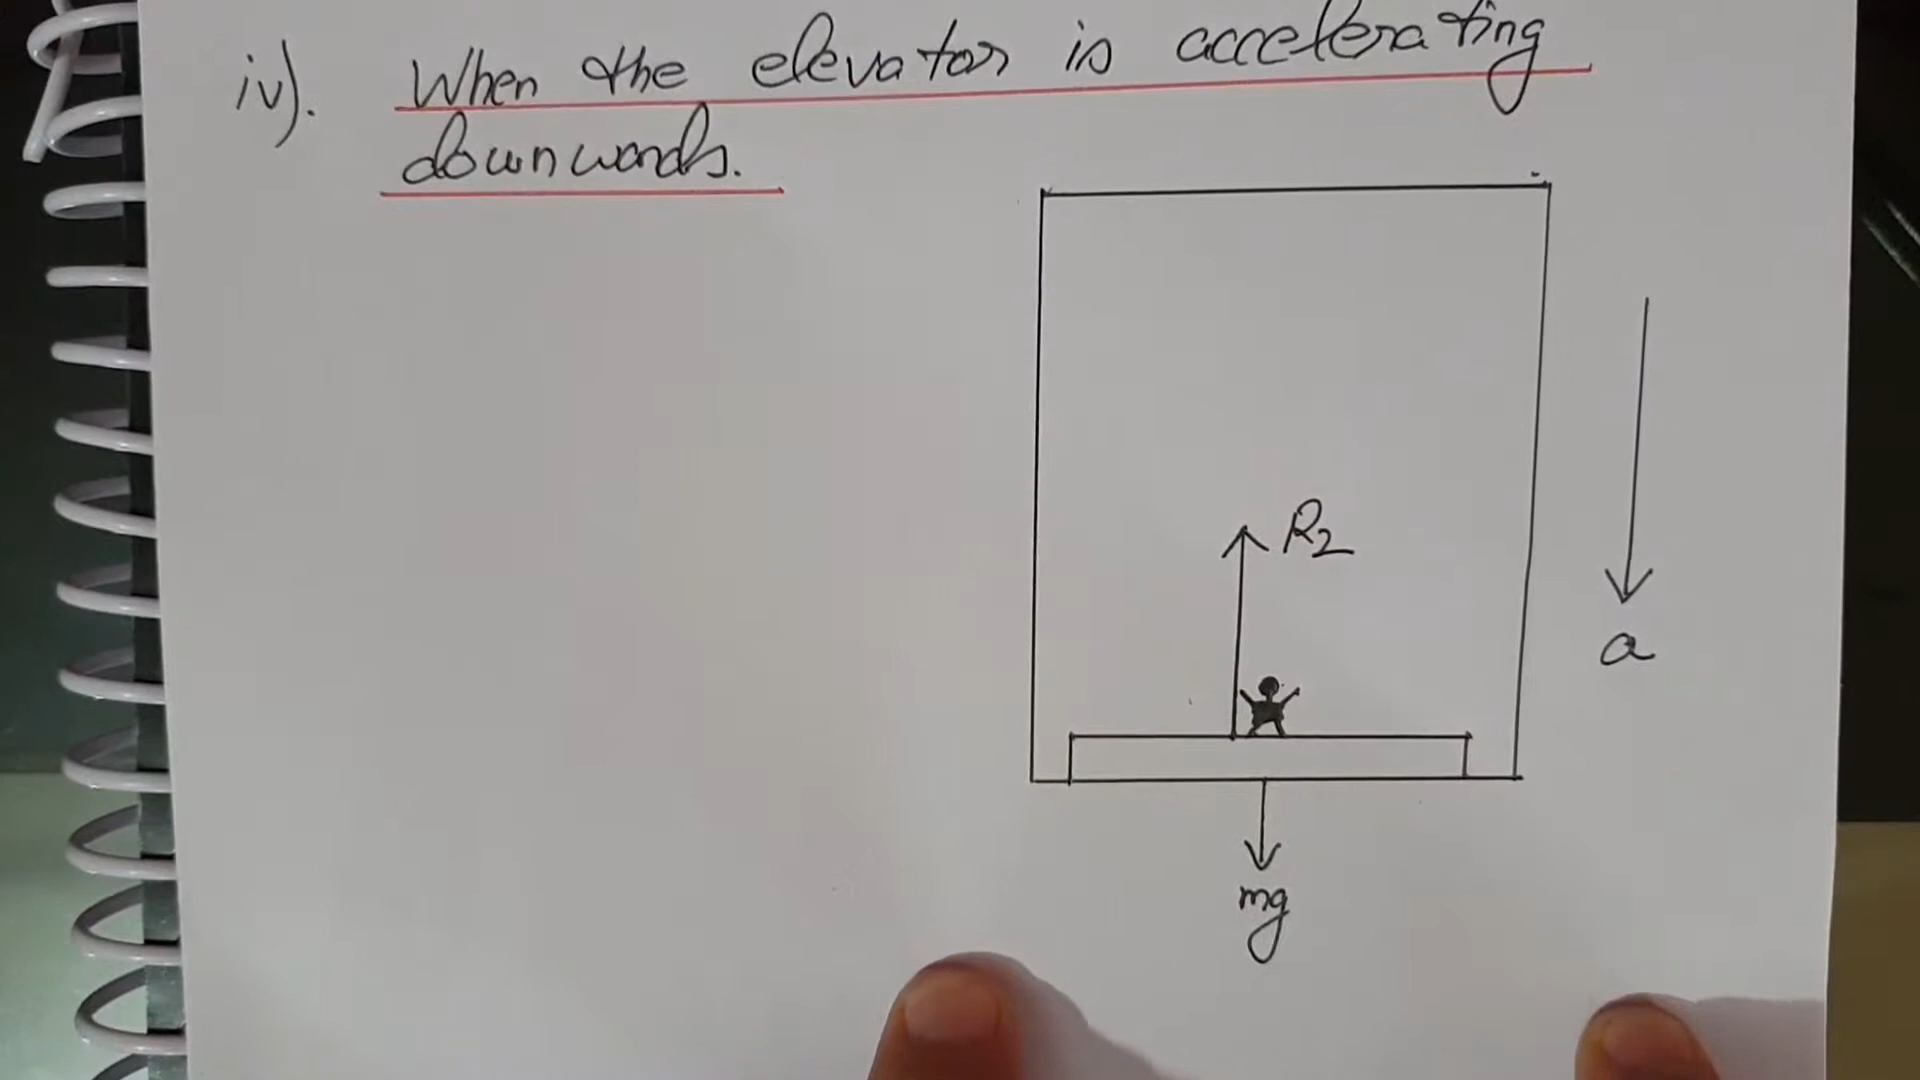 iv). When the elevator is accelerating
downwards.
R2
a
mg